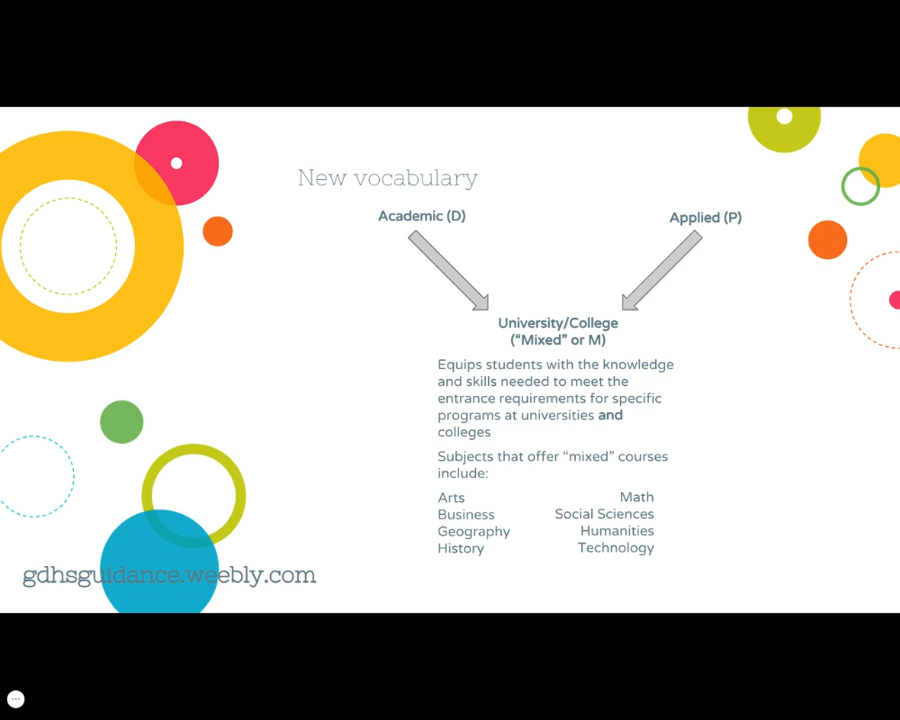 New vocabulary
Academic (D)
Applied (P)
University/College
(“Mixed” or M)
Equips students with the knowledge
and skills needed to meet the
entrance requirements for specific
programs at universities and
colleges
Subjects that offer “mixed” courses
include:
Arts
Business
Geography
History
Math
Social Sciences
Humanities
Technology
gdhsguidance.weebly.com